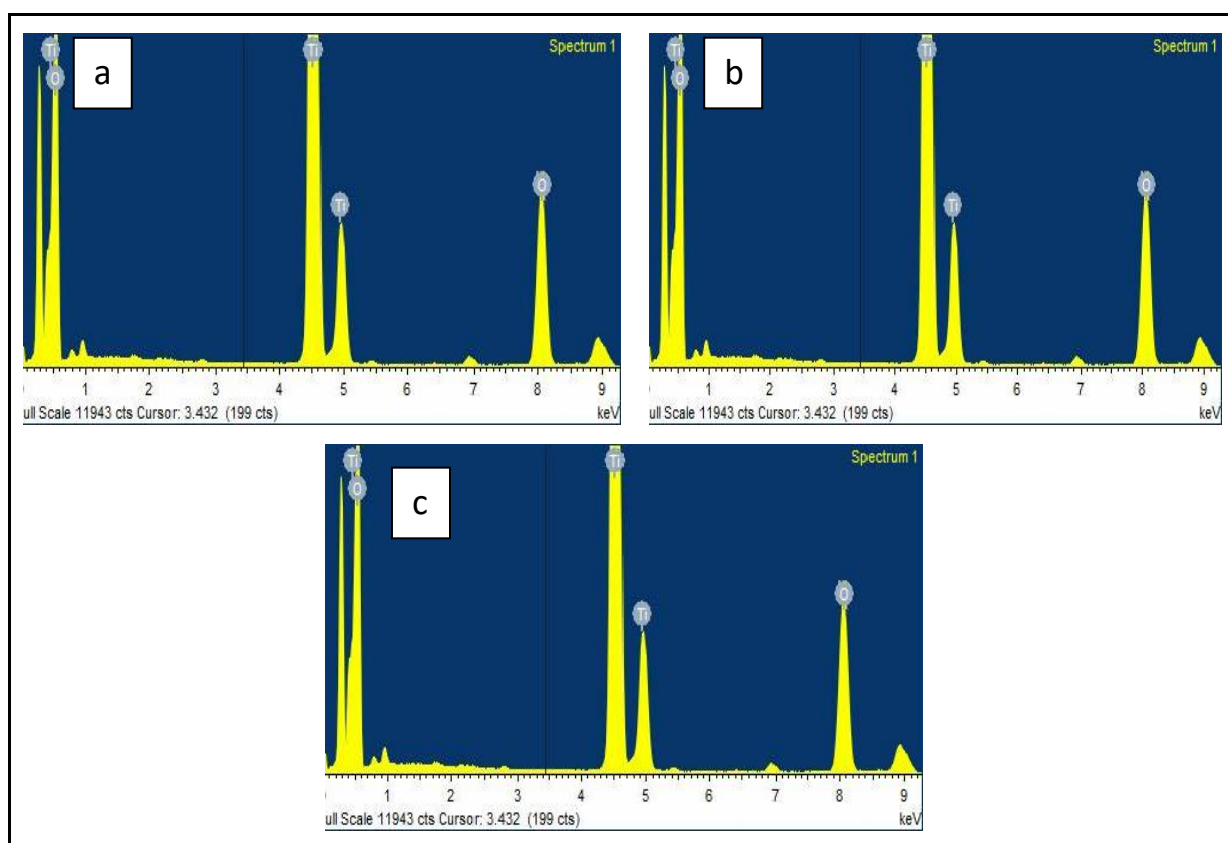 a
Spectrum 1
Ti
O
Ti
Ti
O
1 2 3 4 5 6 7 8 9
ull Scale 11943 cts Cursor: 3.432 (199 cts)
keV
b
Spectrum 1
Ti
O
Ti
Ti
O
1 2 3 4 5 6 7 8 9
ull Scale 11943 cts Cursor: 3.432 (199 cts)
keV
c
Spectrum 1
Ti
O
Ti
Ti
O
1 2 3 4 5 6 7 8 9
ull Scale 11943 cts Cursor: 3.432 (199 cts)
keV